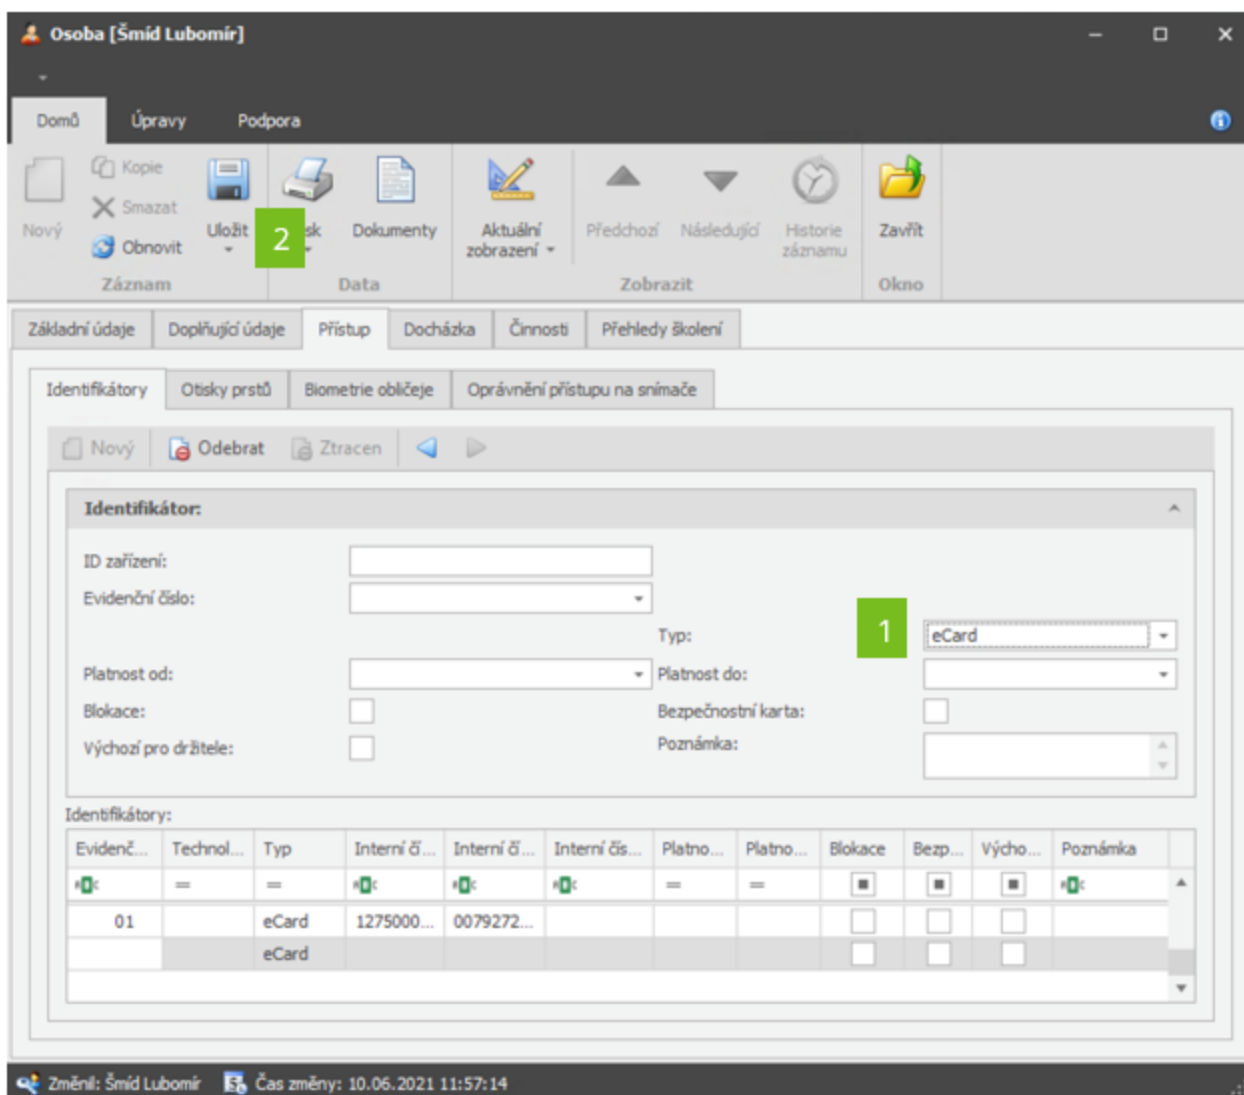 Osoba [Šmíd Lubomír]
Domů Úpravy Podpora
Nový
Kopie
Smazat
Obnovit
Uložit
2
sk
Dokumenty
Aktuální
zobrazení
Předchozí
Následující
Historie
záznamu
Zavřít
Záznam Data Zobrazit Okno
Základní údaje Doplňující údaje Přístup Docházka Činnosti Přehledy školení
Identifikátory Otisky prstů Biometrie obličeje Oprávnění přístupu na snímače
Nový Odebrat Ztracen
Identifikátor:
ID zařízení:
Evidenční číslo:
Typ: 1 eCard
Platnost od: Platnost do:
Blokace: Bezpečnostní karta:
Výchozí pro držitele: Poznámka:
Identifikátory:
Evidenč... Technol... Typ Interní čí... Interní čí... Interní čís... Platno... Platno... Blokace Bezp... Výcho... Poznámka
= = = =
01 eCard 1275000... 0079272...
eCard
Změnil: Šmíd Lubomír Čas změny: 10.06.2021 11:57:14